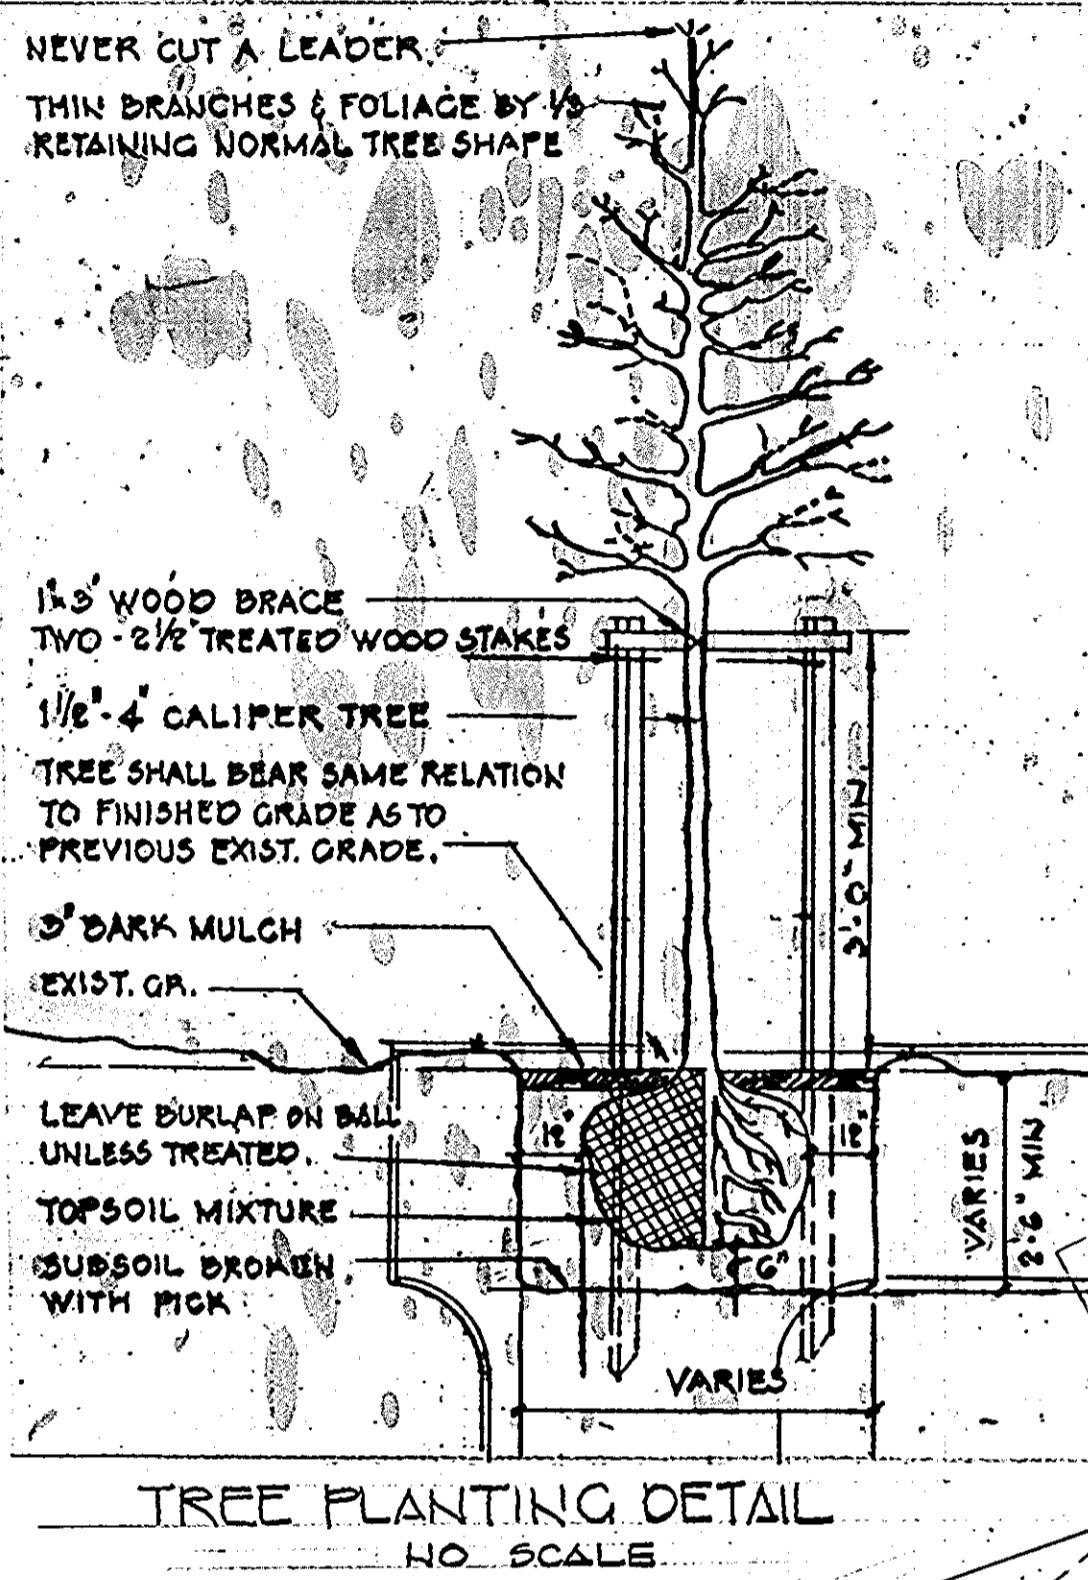 NEVER CUT A LEADER.
THIN BRANCHES & FOLIAGE BY 1/3
RETAINING NORMAL TREE SHAPE
1"x3" WOOD BRACE
TWO - 2 1/2" TREATED WOOD STAKES
1 1/2"-4" CALIPER TREE
TREE SHALL BEAR SAME RELATION
TO FINISHED GRADE AS TO
PREVIOUS EXIST. GRADE.
3'-0" MIN.
3" BARK MULCH
EXIST. GR.
LEAVE BURLAP ON BALL
UNLESS TREATED.
12"
12"
VARIES
2'-6" MIN
TOPSOIL MIXTURE
SUBSOIL BROKEN
WITH PICK
6"
VARIES
TREE PLANTING DETAIL
NO SCALE